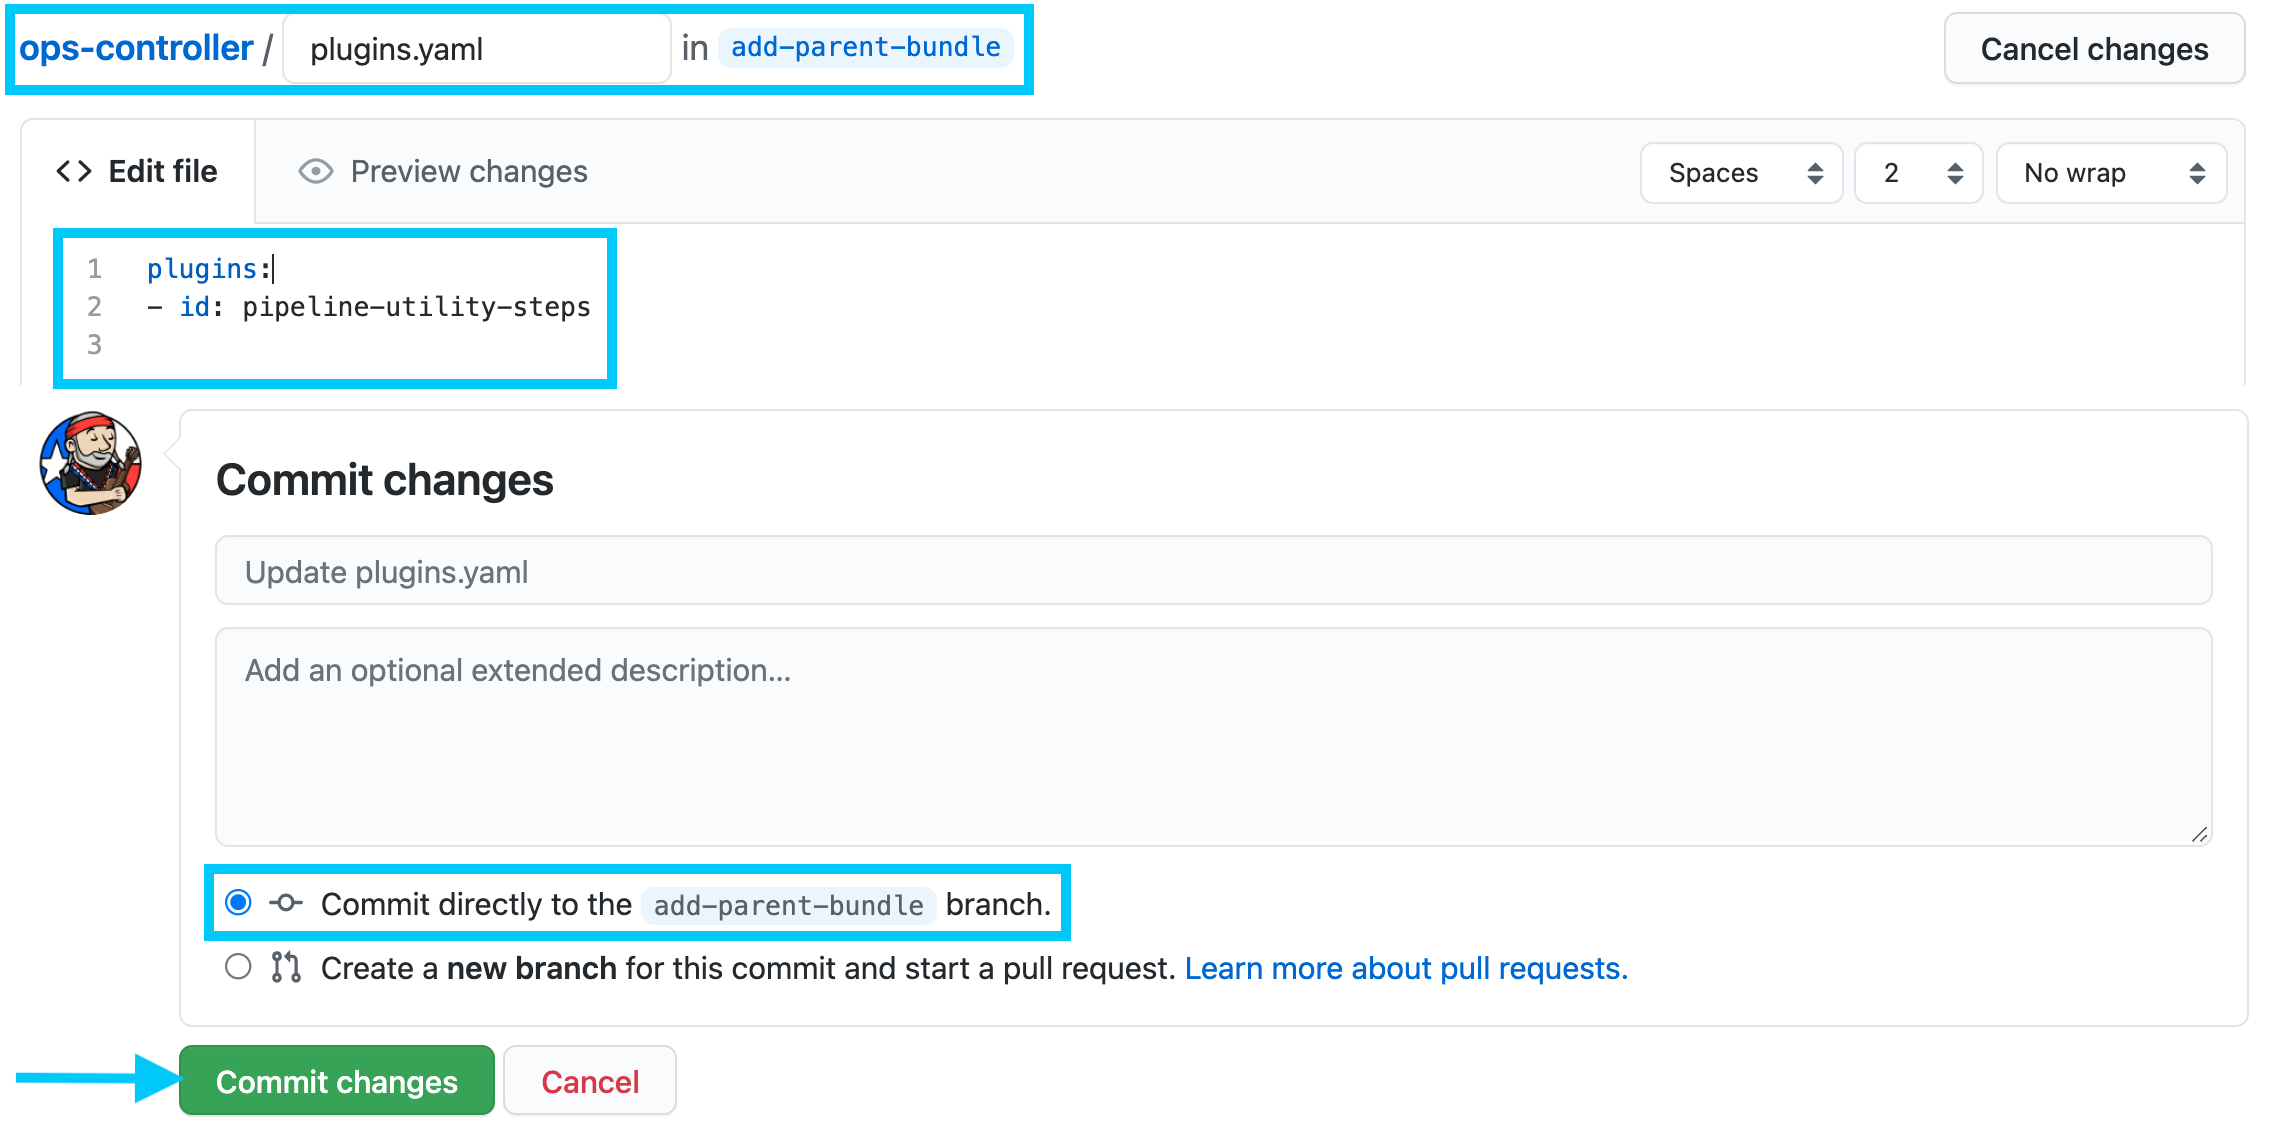 ops-controller / plugins.yaml in add-parent-bundle Cancel changes
<> Edit file Preview changes Spaces 2 No wrap
1 plugins:
2 - id: pipeline-utility-steps
3
Commit changes
Update plugins.yaml
Add an optional extended description...
Commit directly to the add-parent-bundle branch.
Create a new branch for this commit and start a pull request. Learn more about pull requests.
Commit changes Cancel